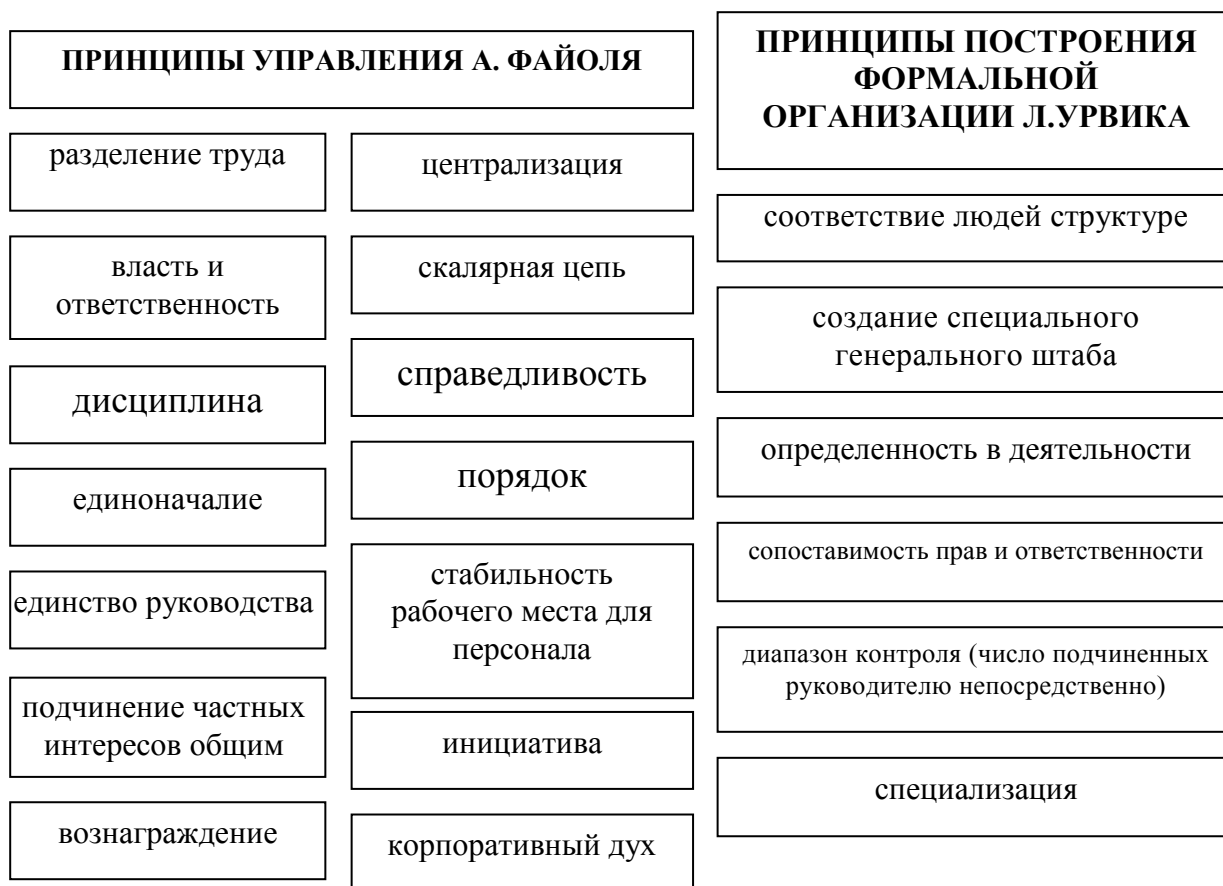 ПРИНЦИПЫ УПРАВЛЕНИЯ А. ФАЙОЛЯ
разделение труда
власть и
ответственность
дисциплина
единоначалие
единство руководства
подчинение частных
интересов общим
вознаграждение
централизация
скалярная цепь
справедливость
порядок
стабильность
рабочего места для
персонала
инициатива
корпоративный дух
ПРИНЦИПЫ ПОСТРОЕНИЯ
ФОРМАЛЬНОЙ
ОРГАНИЗАЦИИ Л.УРВИКА
соответствие людей структуре
создание специального
генерального штаба
определенность в деятельности
сопоставимость прав и ответственности
диапазон контроля (число подчиненных
руководителю непосредственно)
специализация